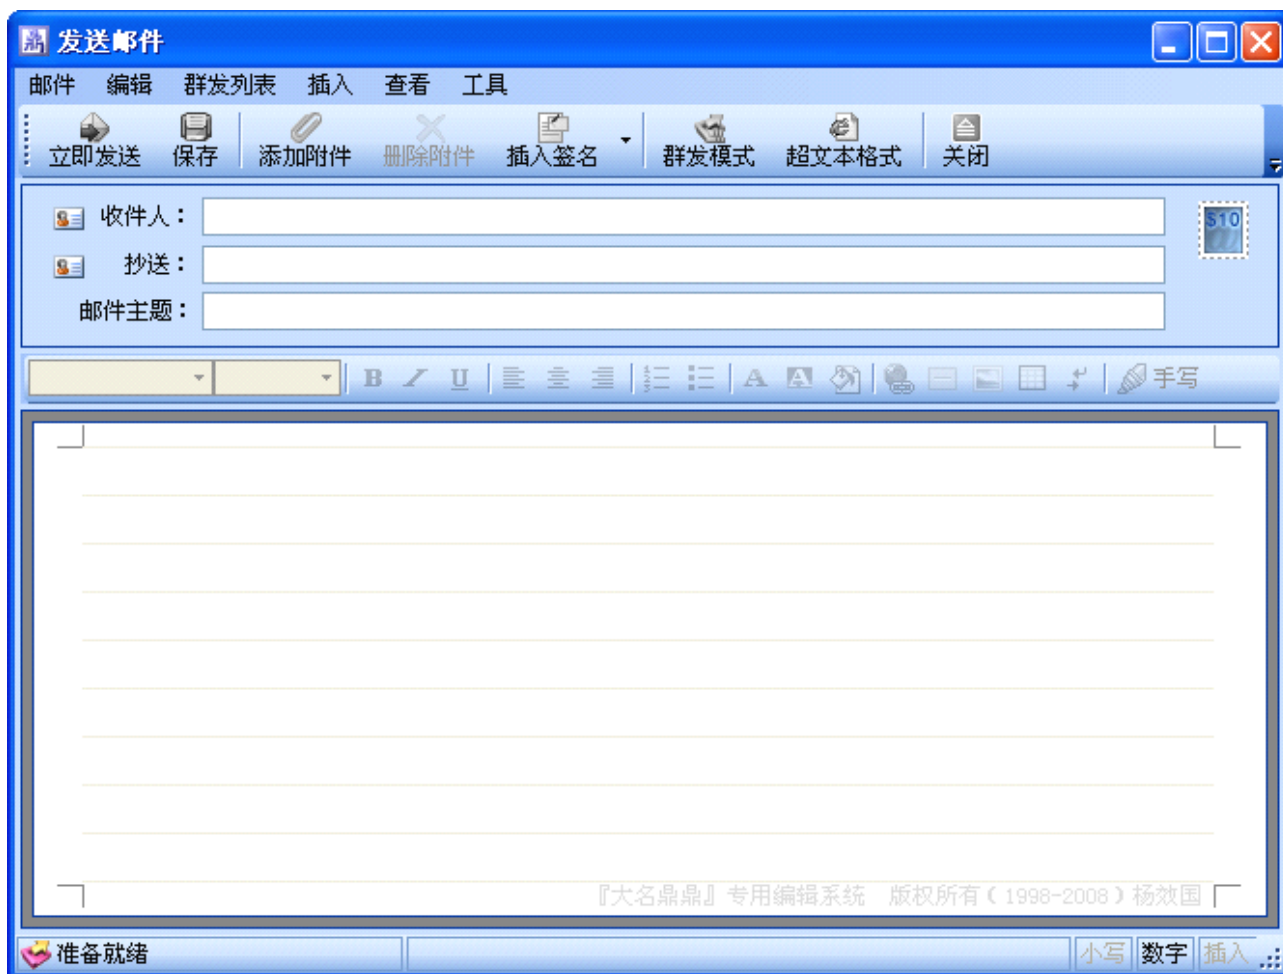 鼎 发送邮件
邮件 编辑 群发列表 插入 查看 工具
立即发送 保存 添加附件 删除附件 插入签名 群发模式 超文本格式 关闭
收件人：
$10
抄送：
邮件主题：
B I U A A 手写
『大名鼎鼎』专用编辑系统 版权所有(1998-2008)杨效国
准备就绪 小写 数字 插入